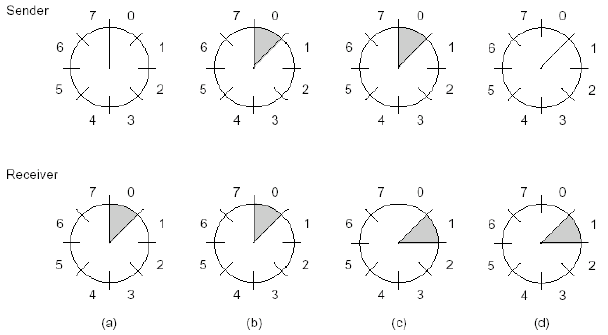 Sender
7 0 7 0 7 0 7 0
6 1 6 1 6 1 6 1
5 2 5 2 5 2 5 2
4 3 4 3 4 3 4 3
Receiver
7 0 7 0 7 0 7 0
6 1 6 1 6 1 6 1
5 2 5 2 5 2 5 2
4 3 4 3 4 3 4 3
(a) (b) (c) (d)